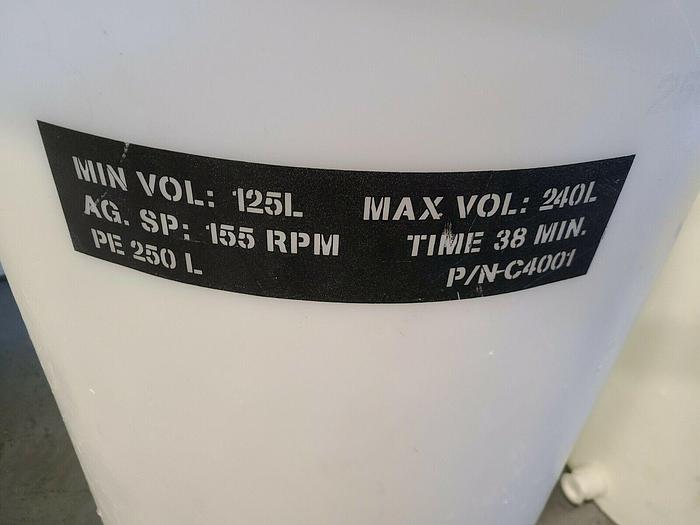 MIN VOL: 125L MAX VOL: 240L
AG. SP: 155 RPM TIME 38 MIN.
PE 250 L P/N-C4001